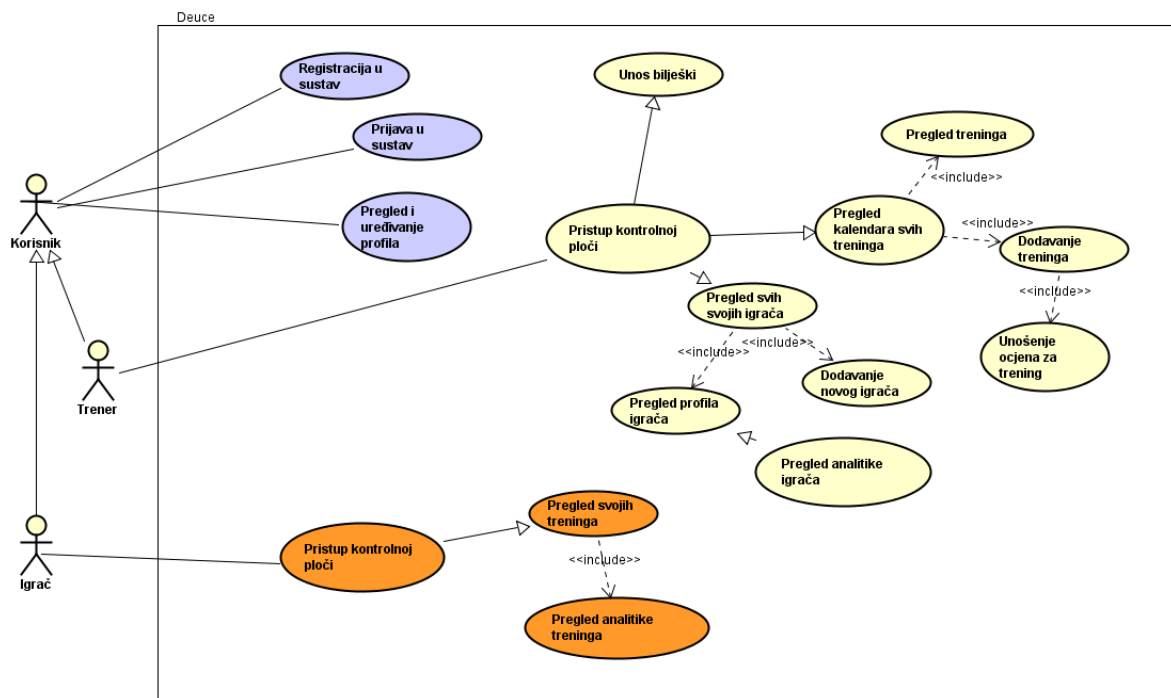 Deuce
Registracija u
sustav
Prijava u
sustav
Pregled i
uređivanje
profila
Korisnik
Trener
Igrač
Unos bilješki
Pristup kontrolnoj
ploči
Pregled treninga
<<include>>
Pregled
kalendara svih
treninga
<<include>>
Dodavanje
treninga
<<include>>
Unošenje
ocjena za
trening
Pregled svih
svojih igrača
<<include>>
<<include>>
Dodavanje
novog igrača
Pregled profila
igrača
Pregled analitike
igrača
Pristup kontrolnoj
ploči
Pregled svojih
treninga
<<include>>
Pregled analitike
treninga